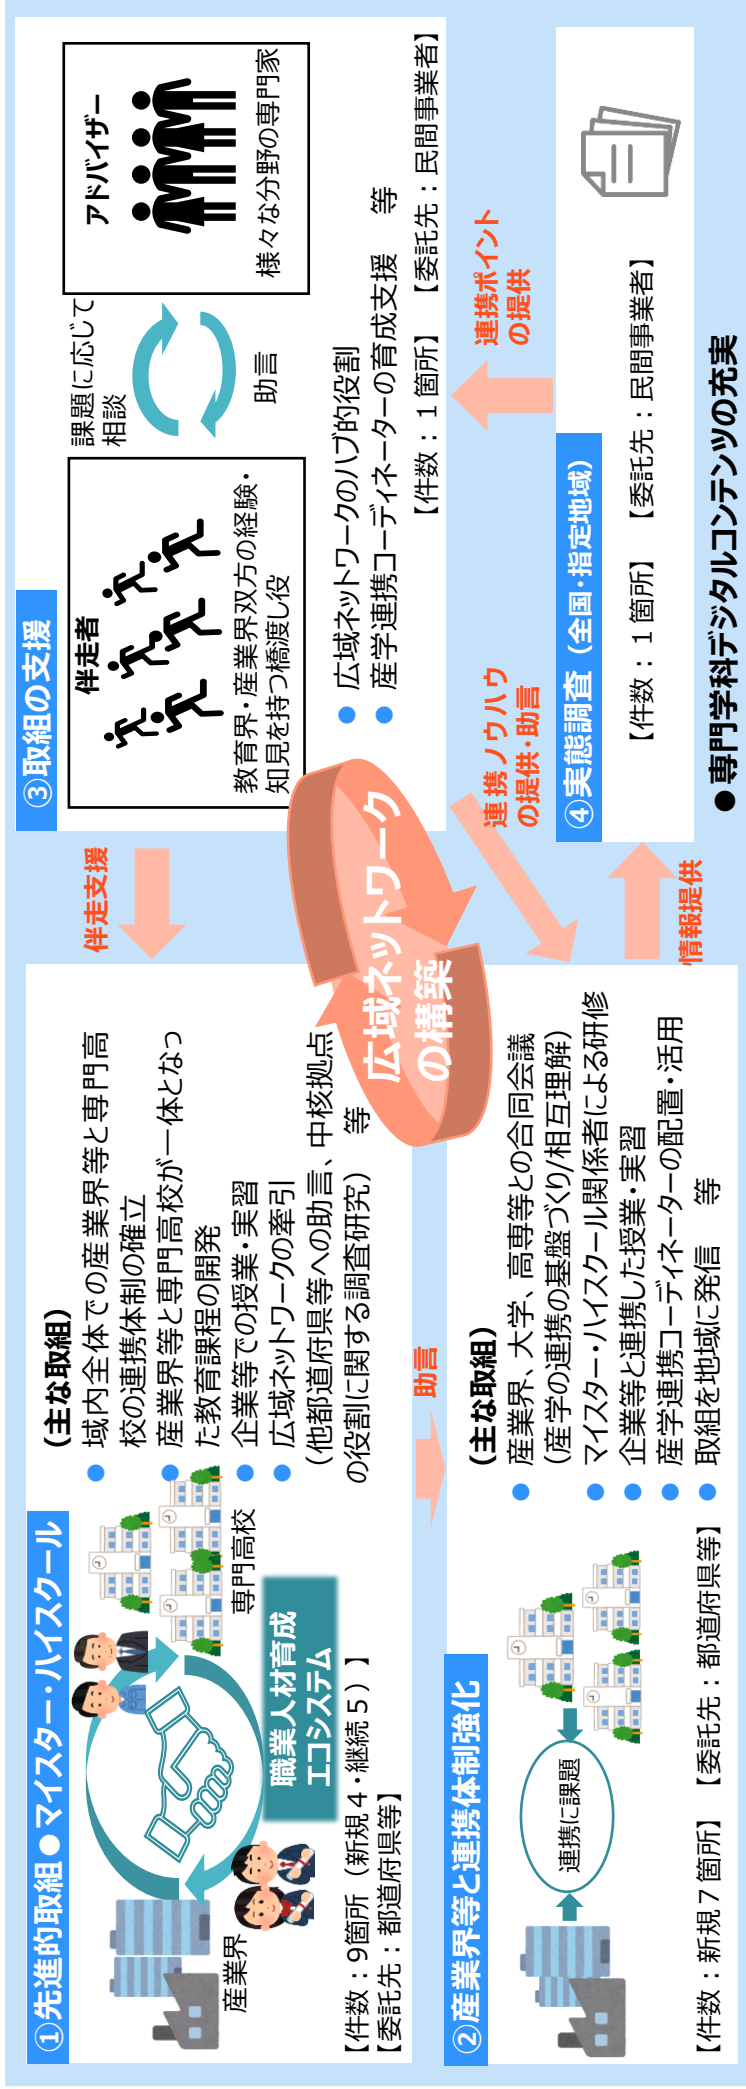 ①先進的取組●マイスター・ハイスクール
産業界
専門高校
職業人材育成
エコシステム
【件数：9箇所（新規４・継続５）】
【委託先：都道府県等】
（主な取組）
● 域内全体での産業界等と専門高
校の連携体制の確立
● 産業界等と専門高校が一体となっ
た教育課程の開発
● 企業等での授業・実習
● 広域ネットワークの牽引
（他都道府県等への助言、中核拠点
の役割に関する調査研究） 等
伴走支援
③取組の支援
伴走者
教育界・産業界双方の経験・
知見を持つ橋渡し役
課題に応じて
相談
助言
アドバイザー
様々な分野の専門家
● 広域ネットワークのハブ的役割
● 産学連携コーディネーターの育成支援 等
【件数：１箇所】 【委託先：民間事業者】
広域ネットワーク
の構築
助言
連携ノウハウ
の提供・助言
連携ポイント
の提供
②産業界等と連携体制強化
連携に課題
【件数：新規７箇所】 【委託先：都道府県等】
（主な取組）
● 産業界、大学、高専等との合同会議
（産学の連携の基盤づくり/相互理解）
● マイスター・ハイスクール関係者による研修
● 企業等と連携した授業・実習
● 産学連携コーディネーターの配置・活用
● 取組を地域に発信 等
情報提供
④実態調査（全国・指定地域）
【件数：１箇所】 【委託先：民間事業者】
●専門学科デジタルコンテンツの充実